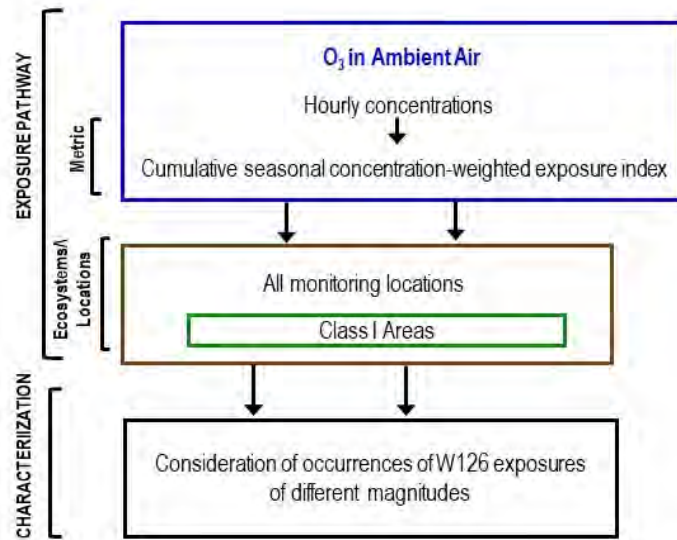 EXPOSURE PATHWAY
Metric
O₃ in Ambient Air
Hourly concentrations
Cumulative seasonal concentration-weighted exposure index
Ecosystems/\
Locations
All monitoring locations
Class I Areas
CHARACTERIIZATION
Consideration of occurrences of W126 exposures
of different magnitudes